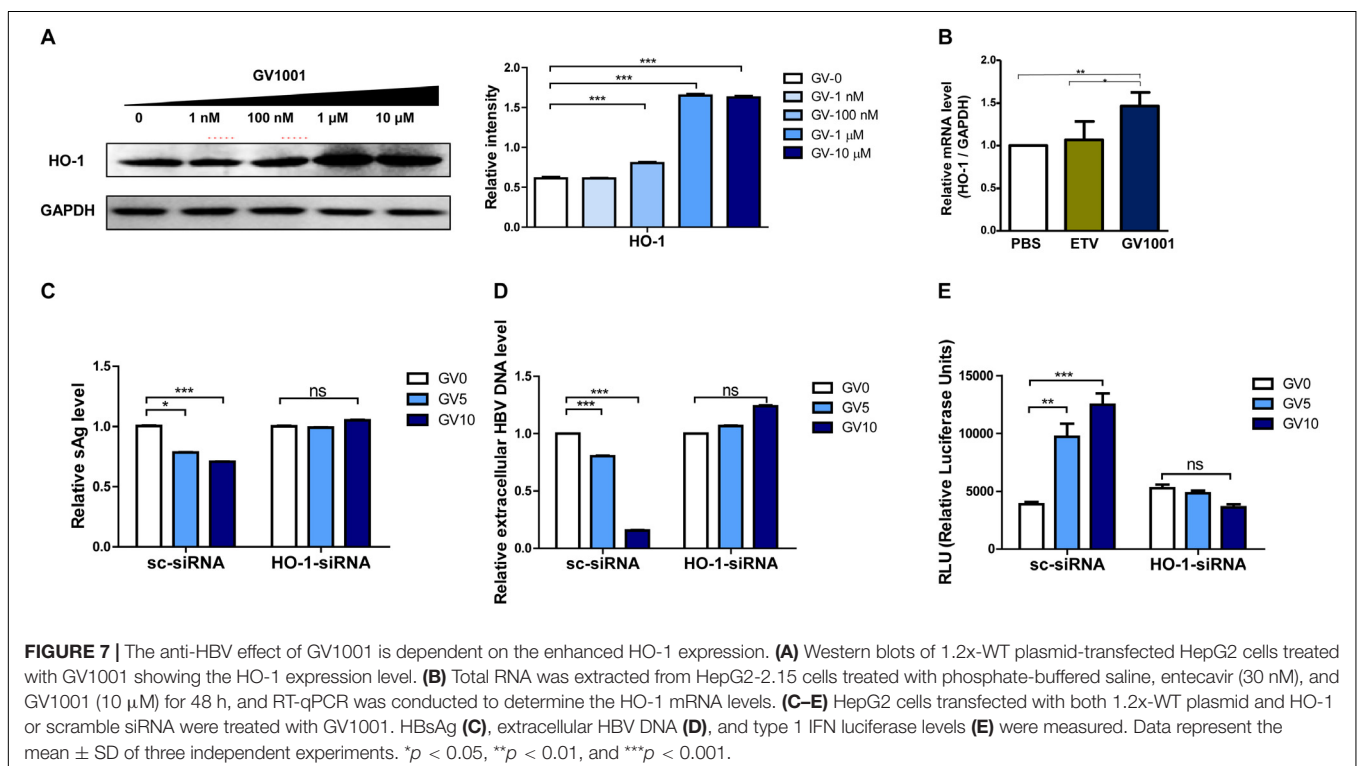 A
GV1001
0 1 nM 100 nM 1 µM 10 µM
HO-1
GAPDH
Relative intensity
2.0
1.5
1.0
0.5
0.0
***
***
***
HO-1
GV-0
GV-1 nM
GV-100 nM
GV-1 µM
GV-10 µM
B
Relative mRNA level
(HO-1 / GAPDH)
2.0
1.5
1.0
0.5
0.0
**
*
PBS ETV GV1001
C
Relative sAg level
1.5
1.0
0.5
0.0
***
*
ns
sc-siRNA HO-1-siRNA
GV0
GV5
GV10
D
Relative extracellular HBV DNA level
1.5
1.0
0.5
0.0
***
***
ns
sc-siRNA HO-1-siRNA
GV0
GV5
GV10
E
RLU (Relative Luciferase Units)
15000
10000
5000
0
***
**
ns
sc-siRNA HO-1-siRNA
GV0
GV5
GV10
FIGURE 7 | The anti-HBV effect of GV1001 is dependent on the enhanced HO-1 expression. (A) Western blots of 1.2x-WT plasmid-transfected HepG2 cells treated
with GV1001 showing the HO-1 expression level. (B) Total RNA was extracted from HepG2-2.15 cells treated with phosphate-buffered saline, entecavir (30 nM), and
GV1001 (10 µM) for 48 h, and RT-qPCR was conducted to determine the HO-1 mRNA levels. (C–E) HepG2 cells transfected with both 1.2x-WT plasmid and HO-1
or scramble siRNA were treated with GV1001. HBsAg (C), extracellular HBV DNA (D), and type 1 IFN luciferase levels (E) were measured. Data represent the
mean ± SD of three independent experiments. *p < 0.05, **p < 0.01, and ***p < 0.001.